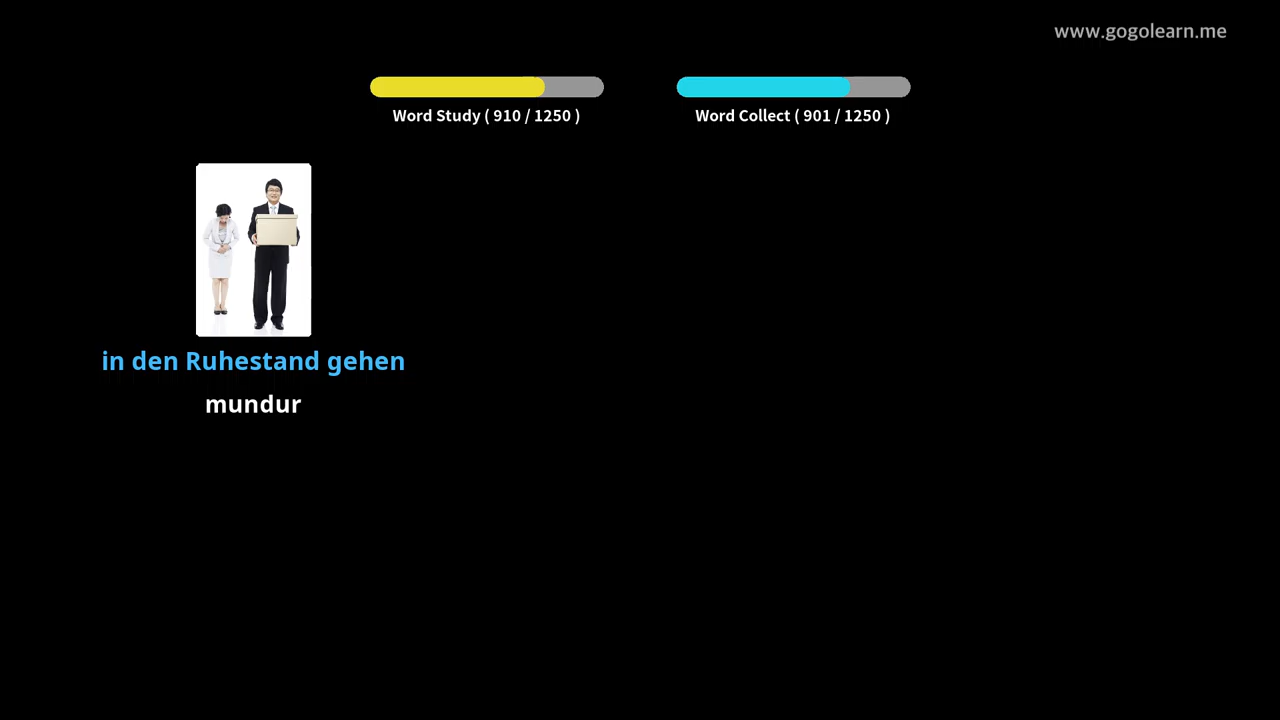 www.gogolearn.me
Word Study ( 910 / 1250 )
Word Collect ( 901 / 1250 )
in den Ruhestand gehen
mundur